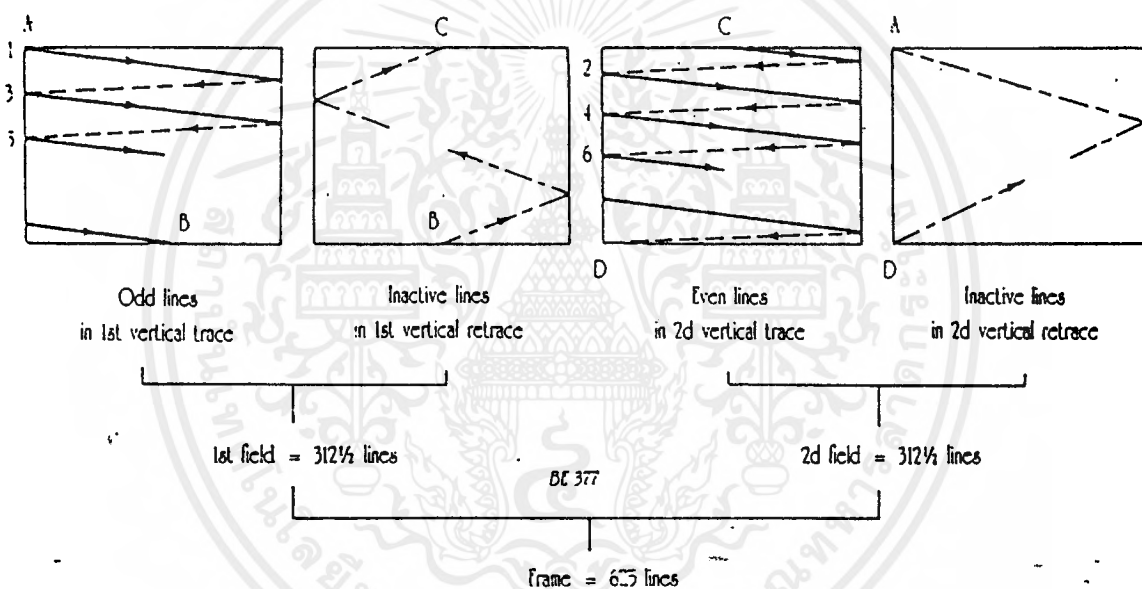 A
C
C
A
1
3
5
2
4
6
B
B
D
D
Odd lines
in 1st vertical trace
Inactive lines
in 1st vertical retrace
Even lines
in 2d vertical trace
Inactive lines
in 2d vertical retrace
1st field = 312½ lines
2d field = 312½ lines
BE 377
Frame = 625 lines